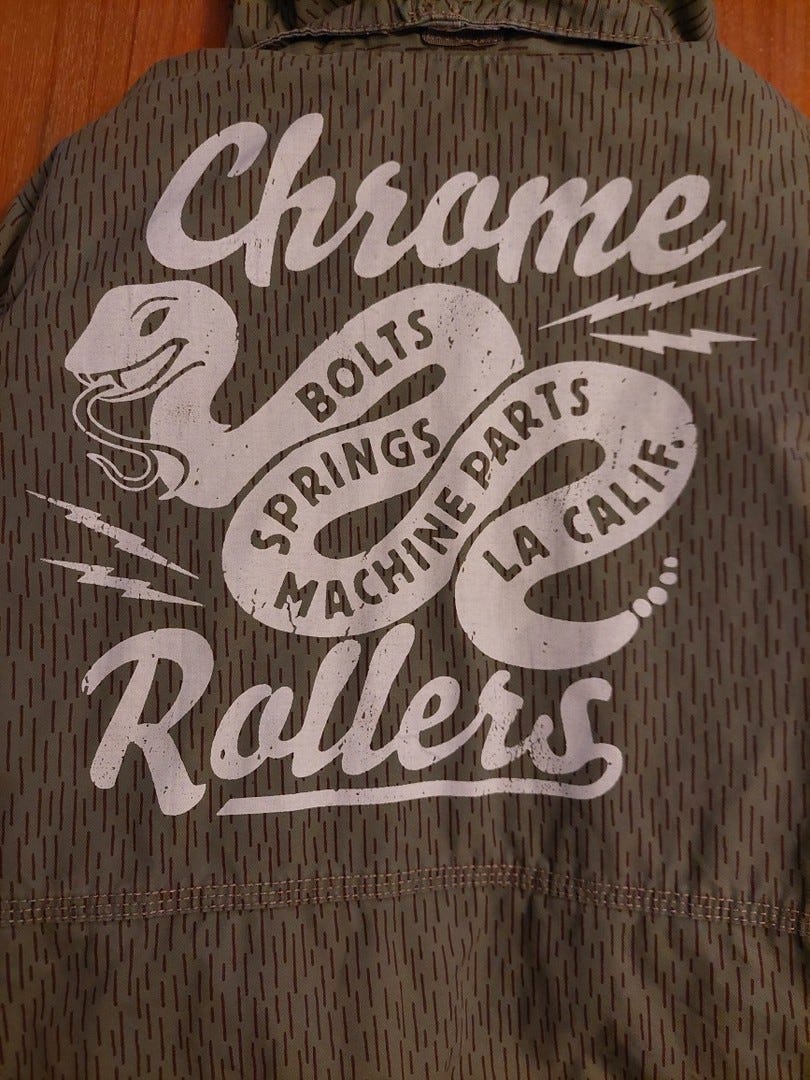 Chrome
BOLTS
SPRINGS
MACHINE PARTS
LA CALIF.
Rollers